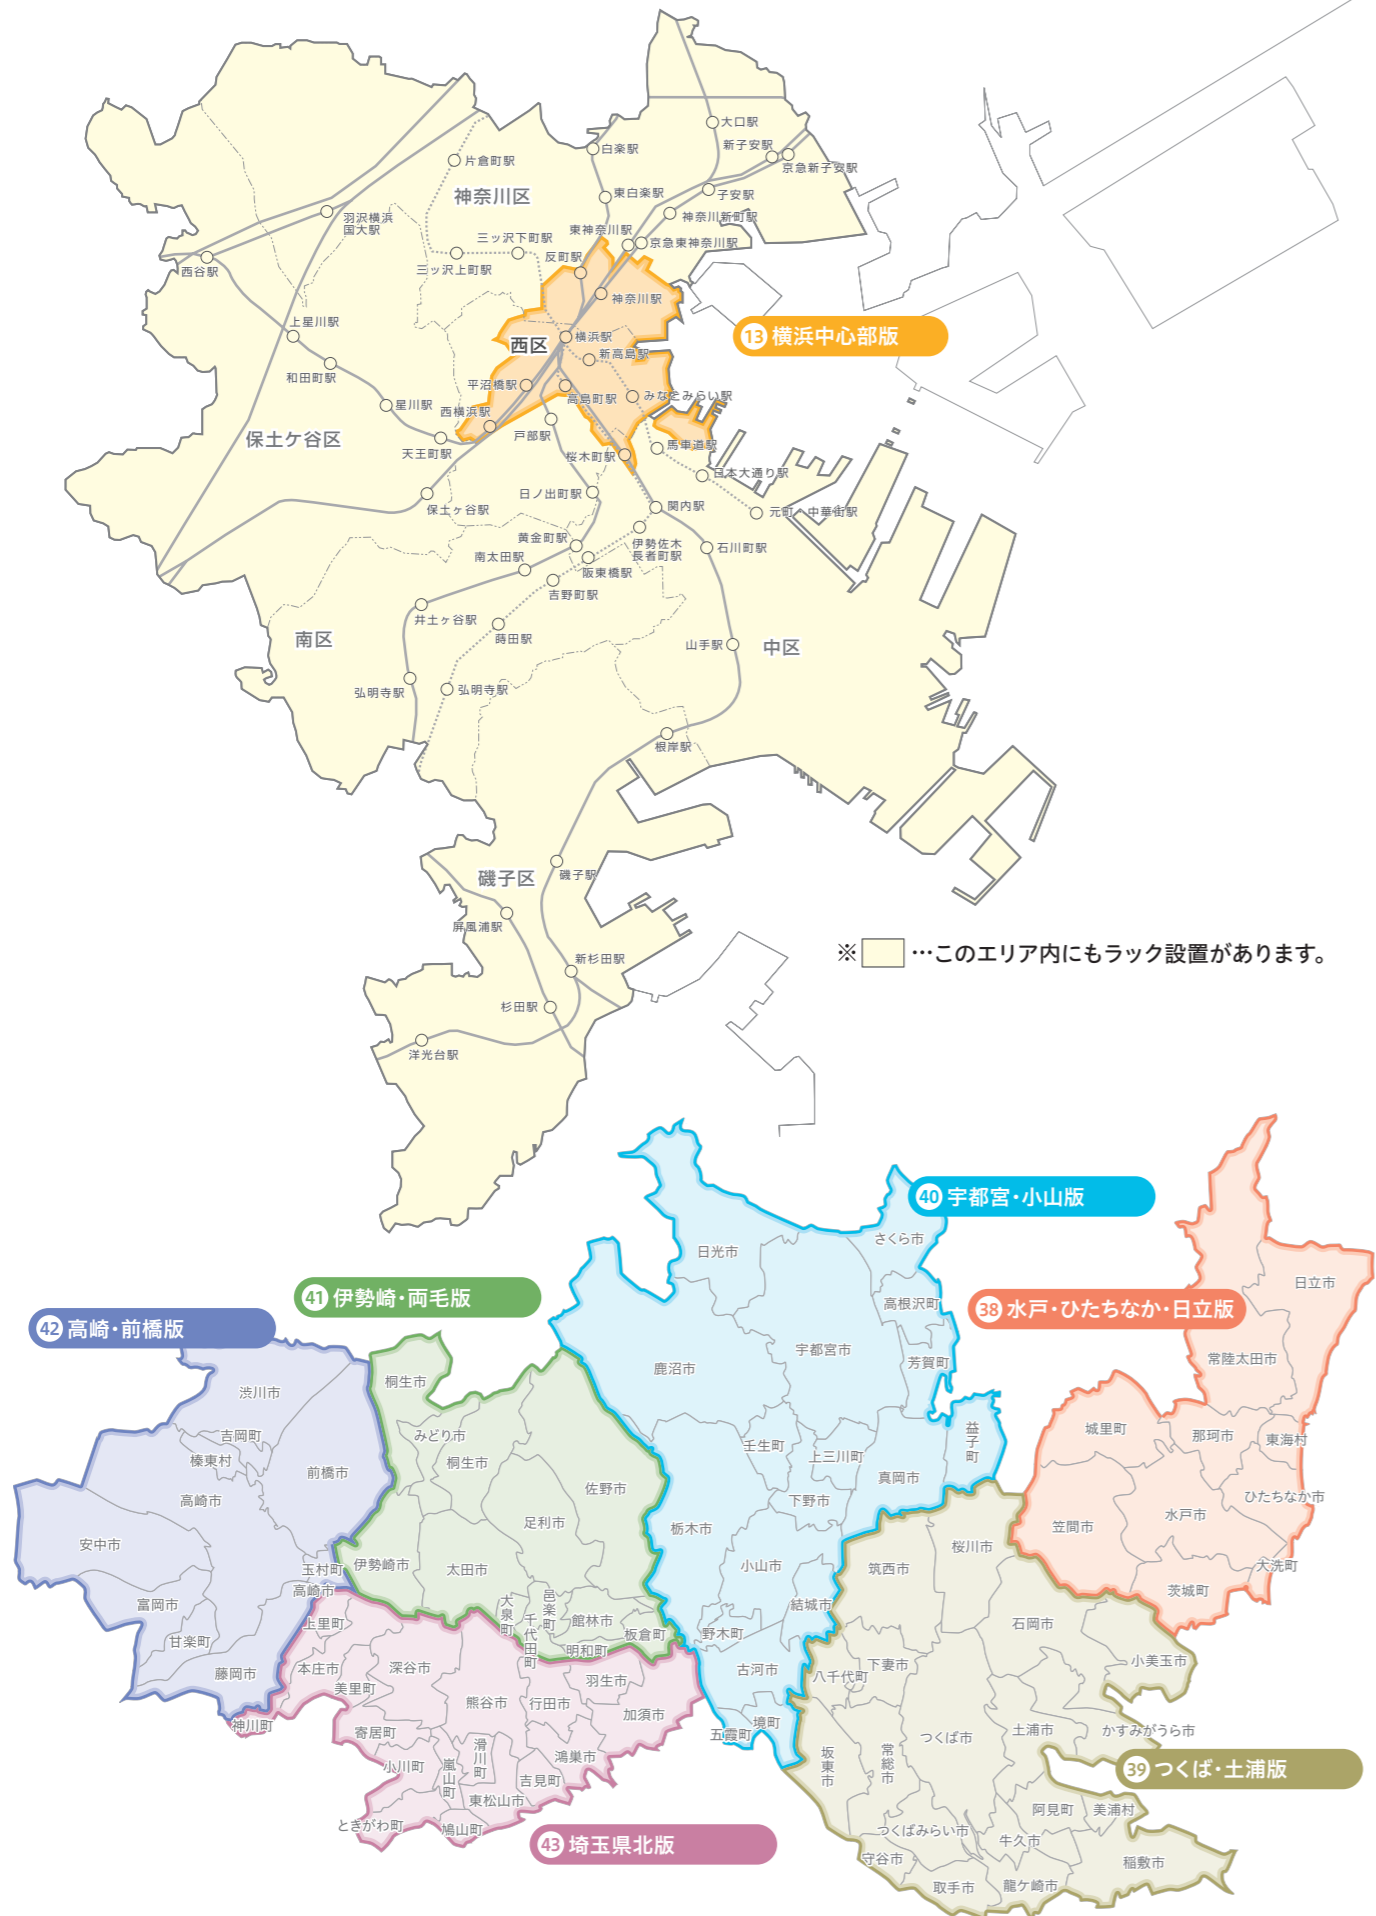 大口駅
新子安駅
京急新子安駅
白楽駅
片倉町駅
神奈川区
東白楽駅
子安駅
神奈川新町駅
羽沢横浜
国大駅
東神奈川駅
京急東神奈川駅
三ッ沢下町駅
反町駅
三ッ沢上町駅
西谷駅
神奈川駅
上星川駅
13 横浜中心部版
西区
横浜駅
新高島駅
和田町駅
平沼橋駅
高島町駅
みなとみらい駅
星川駅
西横浜駅
保土ケ谷区
戸部駅
天王町駅
馬車道駅
桜木町駅
日本大通り駅
日ノ出町駅
保土ヶ谷駅
関内駅
元町・中華街駅
黄金町駅
伊勢佐木
長者町駅
石川町駅
南太田駅
阪東橋駅
吉野町駅
井土ヶ谷駅
蒔田駅
南区
山手駅
中区
弘明寺駅
弘明寺駅
根岸駅
磯子区
磯子駅
屏風浦駅
※ …このエリア内にもラック設置があります。
新杉田駅
杉田駅
洋光台駅
40 宇都宮・小山版
さくら市
日光市
日立市
41 伊勢崎・両毛版
高根沢町
38 水戸・ひたちなか・日立版
42 高崎・前橋版
宇都宮市
芳賀町
常陸太田市
鹿沼市
桐生市
渋川市
城里町
吉岡町
みどり市
益子町
那珂市
東海村
壬生町
上三川町
榛東村
桐生市
前橋市
真岡市
佐野市
高崎市
下野市
ひたちなか市
水戸市
笠間市
足利市
栃木市
安中市
桜川市
伊勢崎市
太田市
玉村町
小山市
筑西市
大洗町
高崎市
茨城町
富岡市
結城市
大泉町
邑楽町
千代田町
館林市
上里町
石岡市
板倉町
野木町
甘楽町
明和町
小美玉市
藤岡市
本庄市
深谷市
古河市
八千代町
下妻市
美里町
羽生市
熊谷市
行田市
加須市
神川町
寄居町
五霞町
境町
つくば市
土浦市
かすみがうら市
小川町
嵐山町
滑川町
鴻巣市
坂東市
常総市
39 つくば・土浦版
吉見町
東松山市
阿見町
美浦村
ときがわ町
鳩山町
つくばみらい市
牛久市
43 埼玉県北版
守谷市
稲敷市
取手市
龍ケ崎市